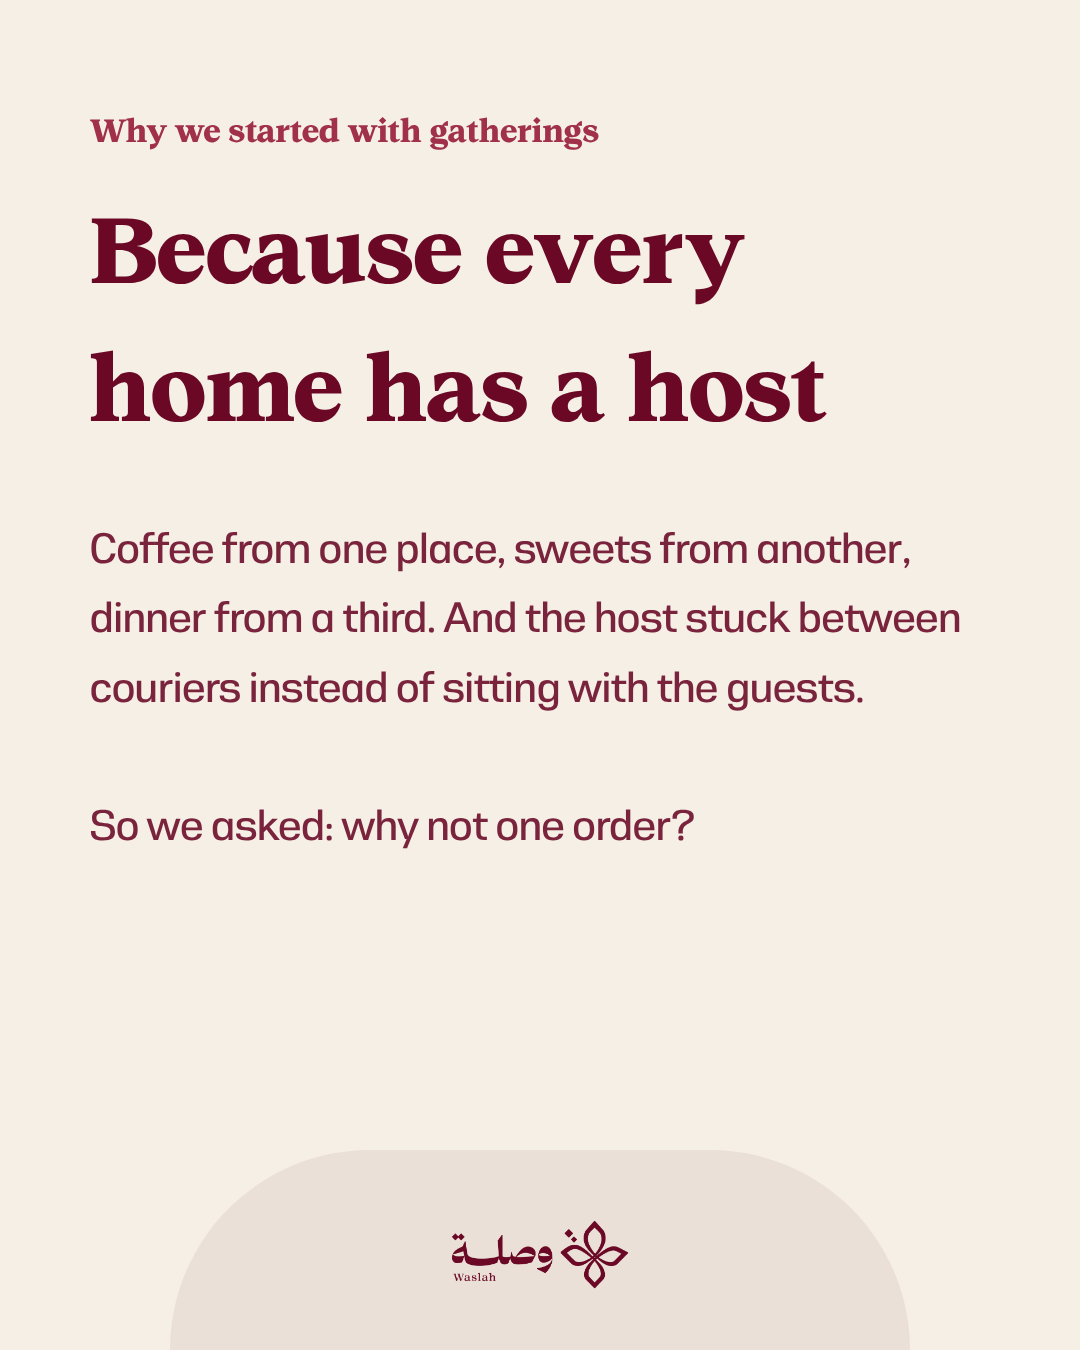 Why we started with gatherings
Because every
home has a host
Coffee from one place, sweets from another,
dinner from a third. And the host stuck between
couriers instead of sitting with the guests.
So we asked: why not one order?
وصلة
Waslah